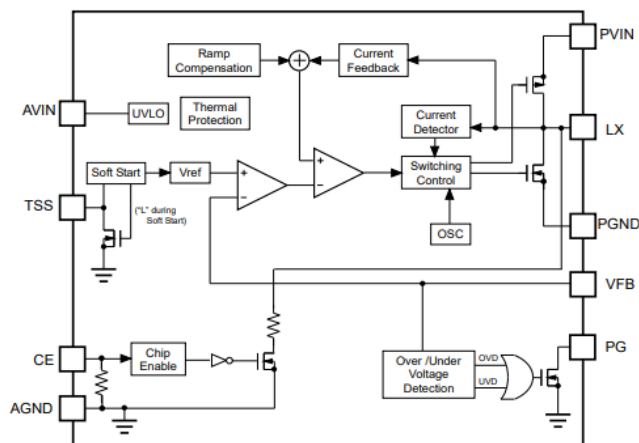 PVIN
Ramp
Compensation
+
Current
Feedback
AVIN
UVLO
Thermal
Protection
Current
Detector
LX
Soft Start
Vref
+
−
+
−
Switching
Control
TSS
("L" during
Soft Start)
OSC
PGND
VFB
CE
Chip
Enable
Over /Under
Voltage
Detection
OVD
UVD
PG
AGND